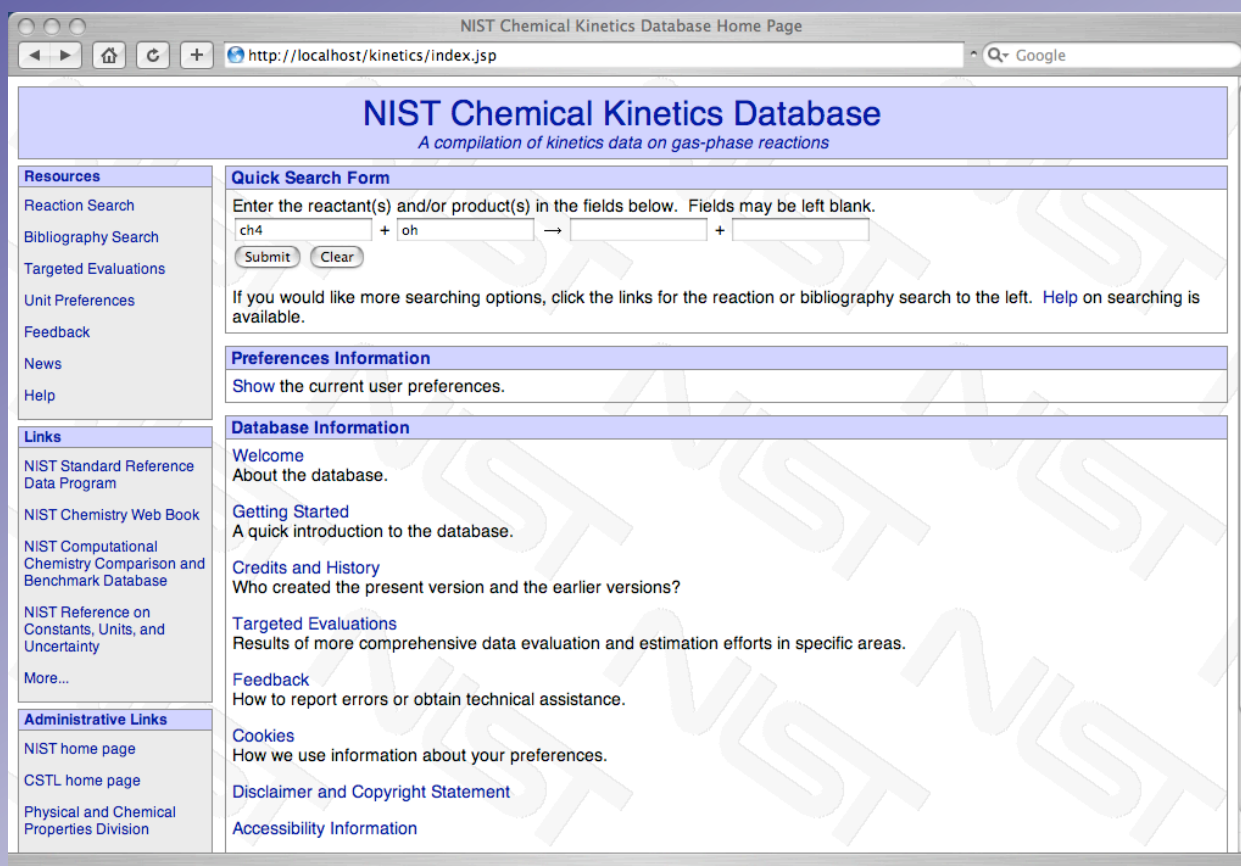 NIST Chemical Kinetics Database Home Page
http://localhost/kinetics/index.jsp
Google
NIST Chemical Kinetics Database
A compilation of kinetics data on gas-phase reactions
Resources
Reaction Search
Bibliography Search
Targeted Evaluations
Unit Preferences
Feedback
News
Help
Links
NIST Standard Reference
Data Program
NIST Chemistry Web Book
NIST Computational
Chemistry Comparison and
Benchmark Database
NIST Reference on
Constants, Units, and
Uncertainty
More...
Administrative Links
NIST home page
CSTL home page
Physical and Chemical
Properties Division
Quick Search Form
Enter the reactant(s) and/or product(s) in the fields below. Fields may be left blank.
ch4 + oh → +
Submit Clear
If you would like more searching options, click the links for the reaction or bibliography search to the left. Help on searching is
available.
Preferences Information
Show the current user preferences.
Database Information
Welcome
About the database.
Getting Started
A quick introduction to the database.
Credits and History
Who created the present version and the earlier versions?
Targeted Evaluations
Results of more comprehensive data evaluation and estimation efforts in specific areas.
Feedback
How to report errors or obtain technical assistance.
Cookies
How we use information about your preferences.
Disclaimer and Copyright Statement
Accessibility Information